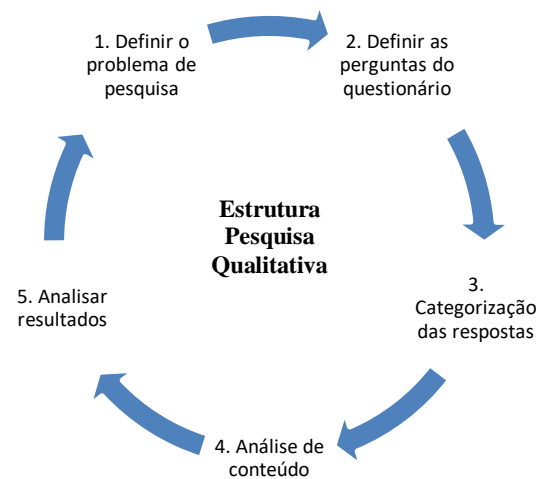 1. Definir o
problema de
pesquisa
2. Definir as
perguntas do
questionário
Estrutura
Pesquisa
Qualitativa
3.
Categorização
das respostas
5. Analisar
resultados
4. Análise de
conteúdo